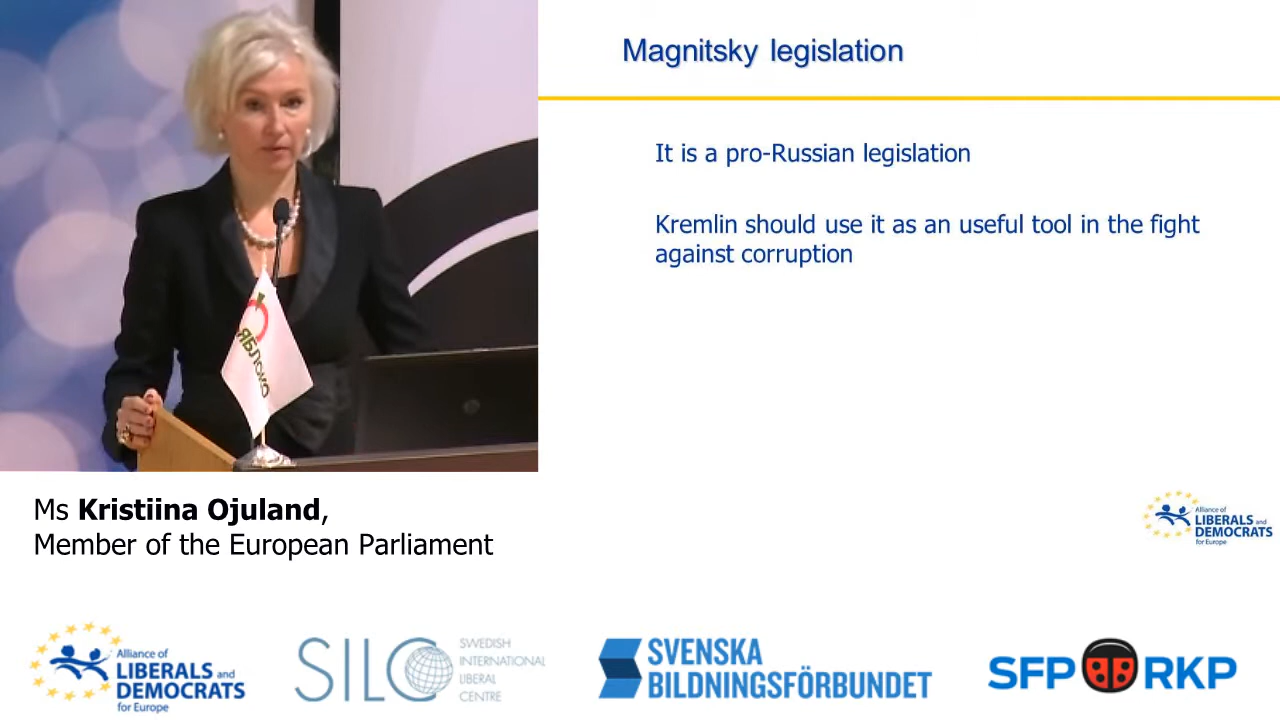 Magnitsky legislation
It is a pro-Russian legislation
Kremlin should use it as an useful tool in the fight
against corruption
ЯБЛОКО
Ms Kristiina Ojuland,
Member of the European Parliament
Alliance of
LIBERALS and
DEMOCRATS
for Europe
Alliance of
LIBERALS and
DEMOCRATS
for Europe
SILC
SWEDISH
INTERNATIONAL
LIBERAL
CENTRE
SVENSKA
BILDNINGSFÖRBUNDET
SFP RKP